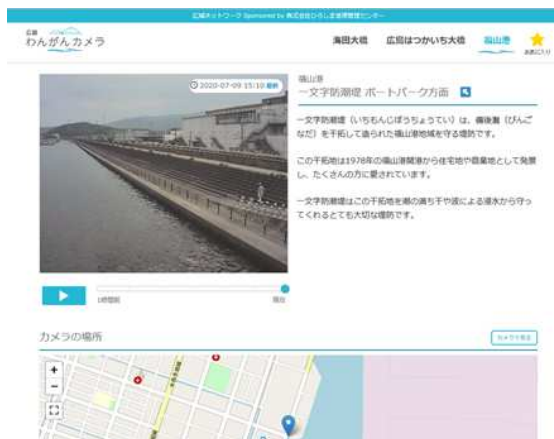 広域ネットワーク Sponsored by 株式会社ひろしま港湾管理センター
広島
わんがんカメラ
海田大橋
広島はつかいち大橋
福山港
お気に入り
2020-07-09 15:10 最新
福山港
一文字防潮堤 ポートパーク方面
一文字防潮堤（いちもんじぼうちょうてい）は、備後灘（びんご
なだ）を干拓して造られた福山港地域を守る堤防です。
この干拓地は1978年の福山港開港から住宅地や商業地として発展
し、たくさんの方に愛されています。
一文字防潮堤はこの干拓地を潮の満ち干や波による浸水から守っ
てくれるとても大切な堤防です。
1時間前
現在
カメラの場所
+
−